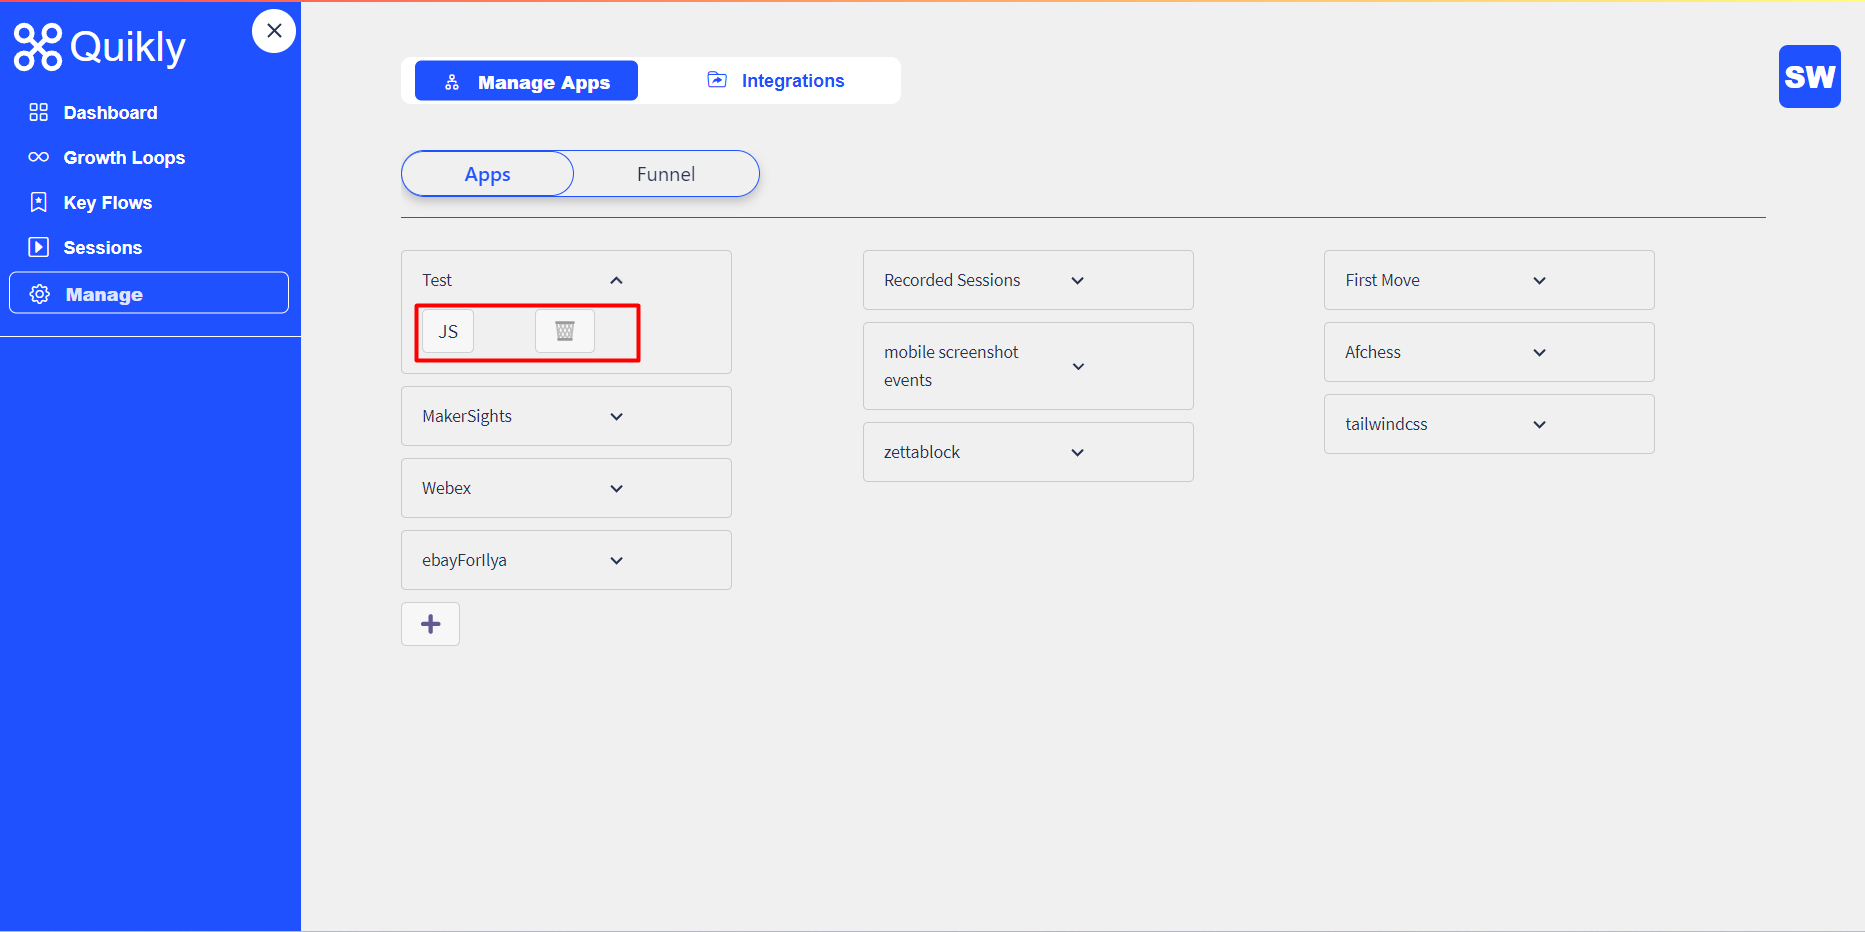 Quikly
Dashboard
Growth Loops
Key Flows
Sessions
Manage
Manage Apps
Integrations
SW
Apps
Funnel
Test
JS
MakerSights
Webex
ebayForIlya
Recorded Sessions
mobile screenshot
events
zettablock
First Move
Afchess
tailwindcss